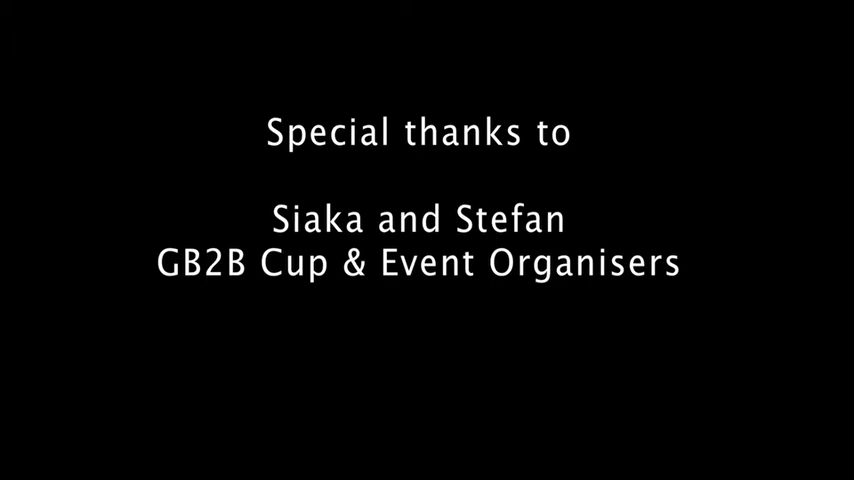 Special thanks to
Siaka and Stefan
GB2B Cup & Event Organisers